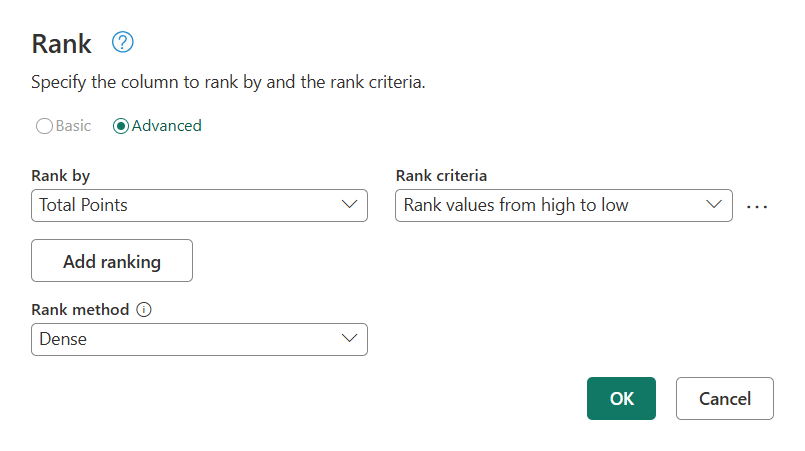 Rank
Specify the column to rank by and the rank criteria.
Basic Advanced
Rank by Rank criteria
Total Points Rank values from high to low ...
Add ranking
Rank method
Dense
OK Cancel